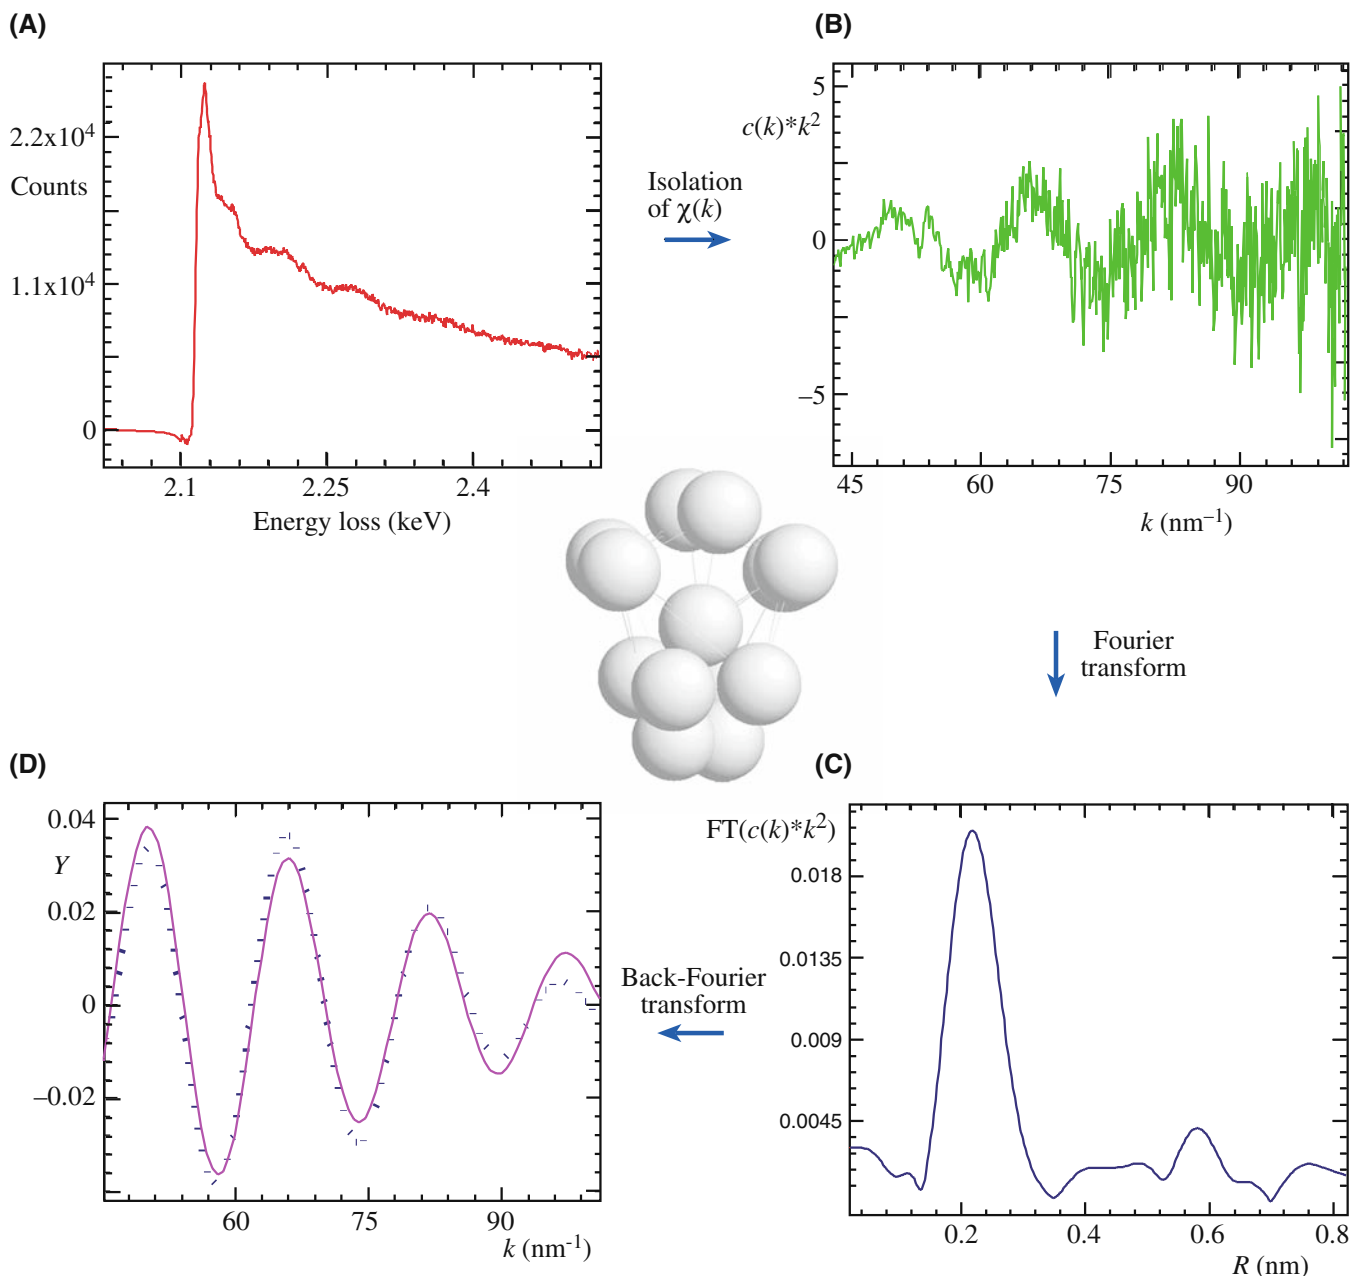 (A)
2.2x10⁴
Counts
1.1x10⁴
0
2.1 2.25 2.4
Energy loss (keV)
Isolation
of χ(k)
(B)
5
c(k)*k²
0
–5
45 60 75 90
k (nm⁻¹)
Fourier
transform
(D)
0.04
Y
0.02
0
–0.02
60 75 90
k (nm⁻¹)
Back-Fourier
transform
(C)
FT(c(k)*k²)
0.018
0.0135
0.009
0.0045
0.2 0.4 0.6 0.8
R (nm)